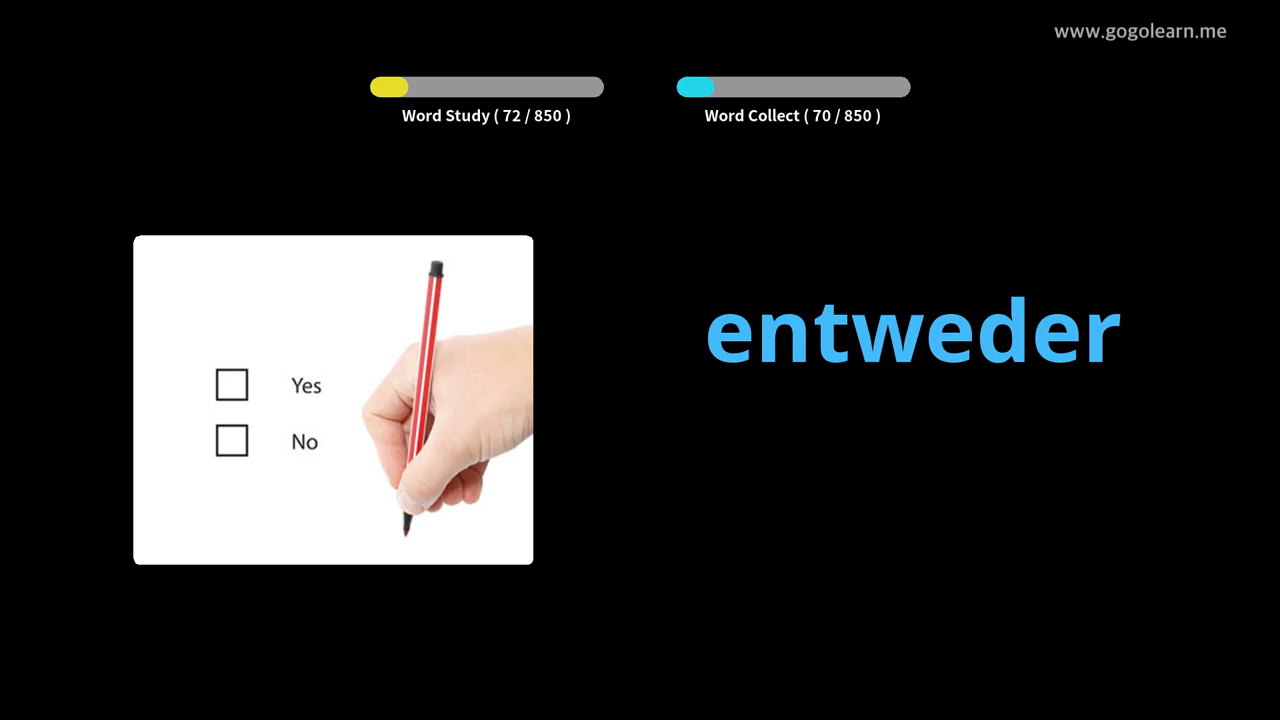 www.gogolearn.me
Word Study ( 72 / 850 )
Word Collect ( 70 / 850 )
entweder
Yes
No